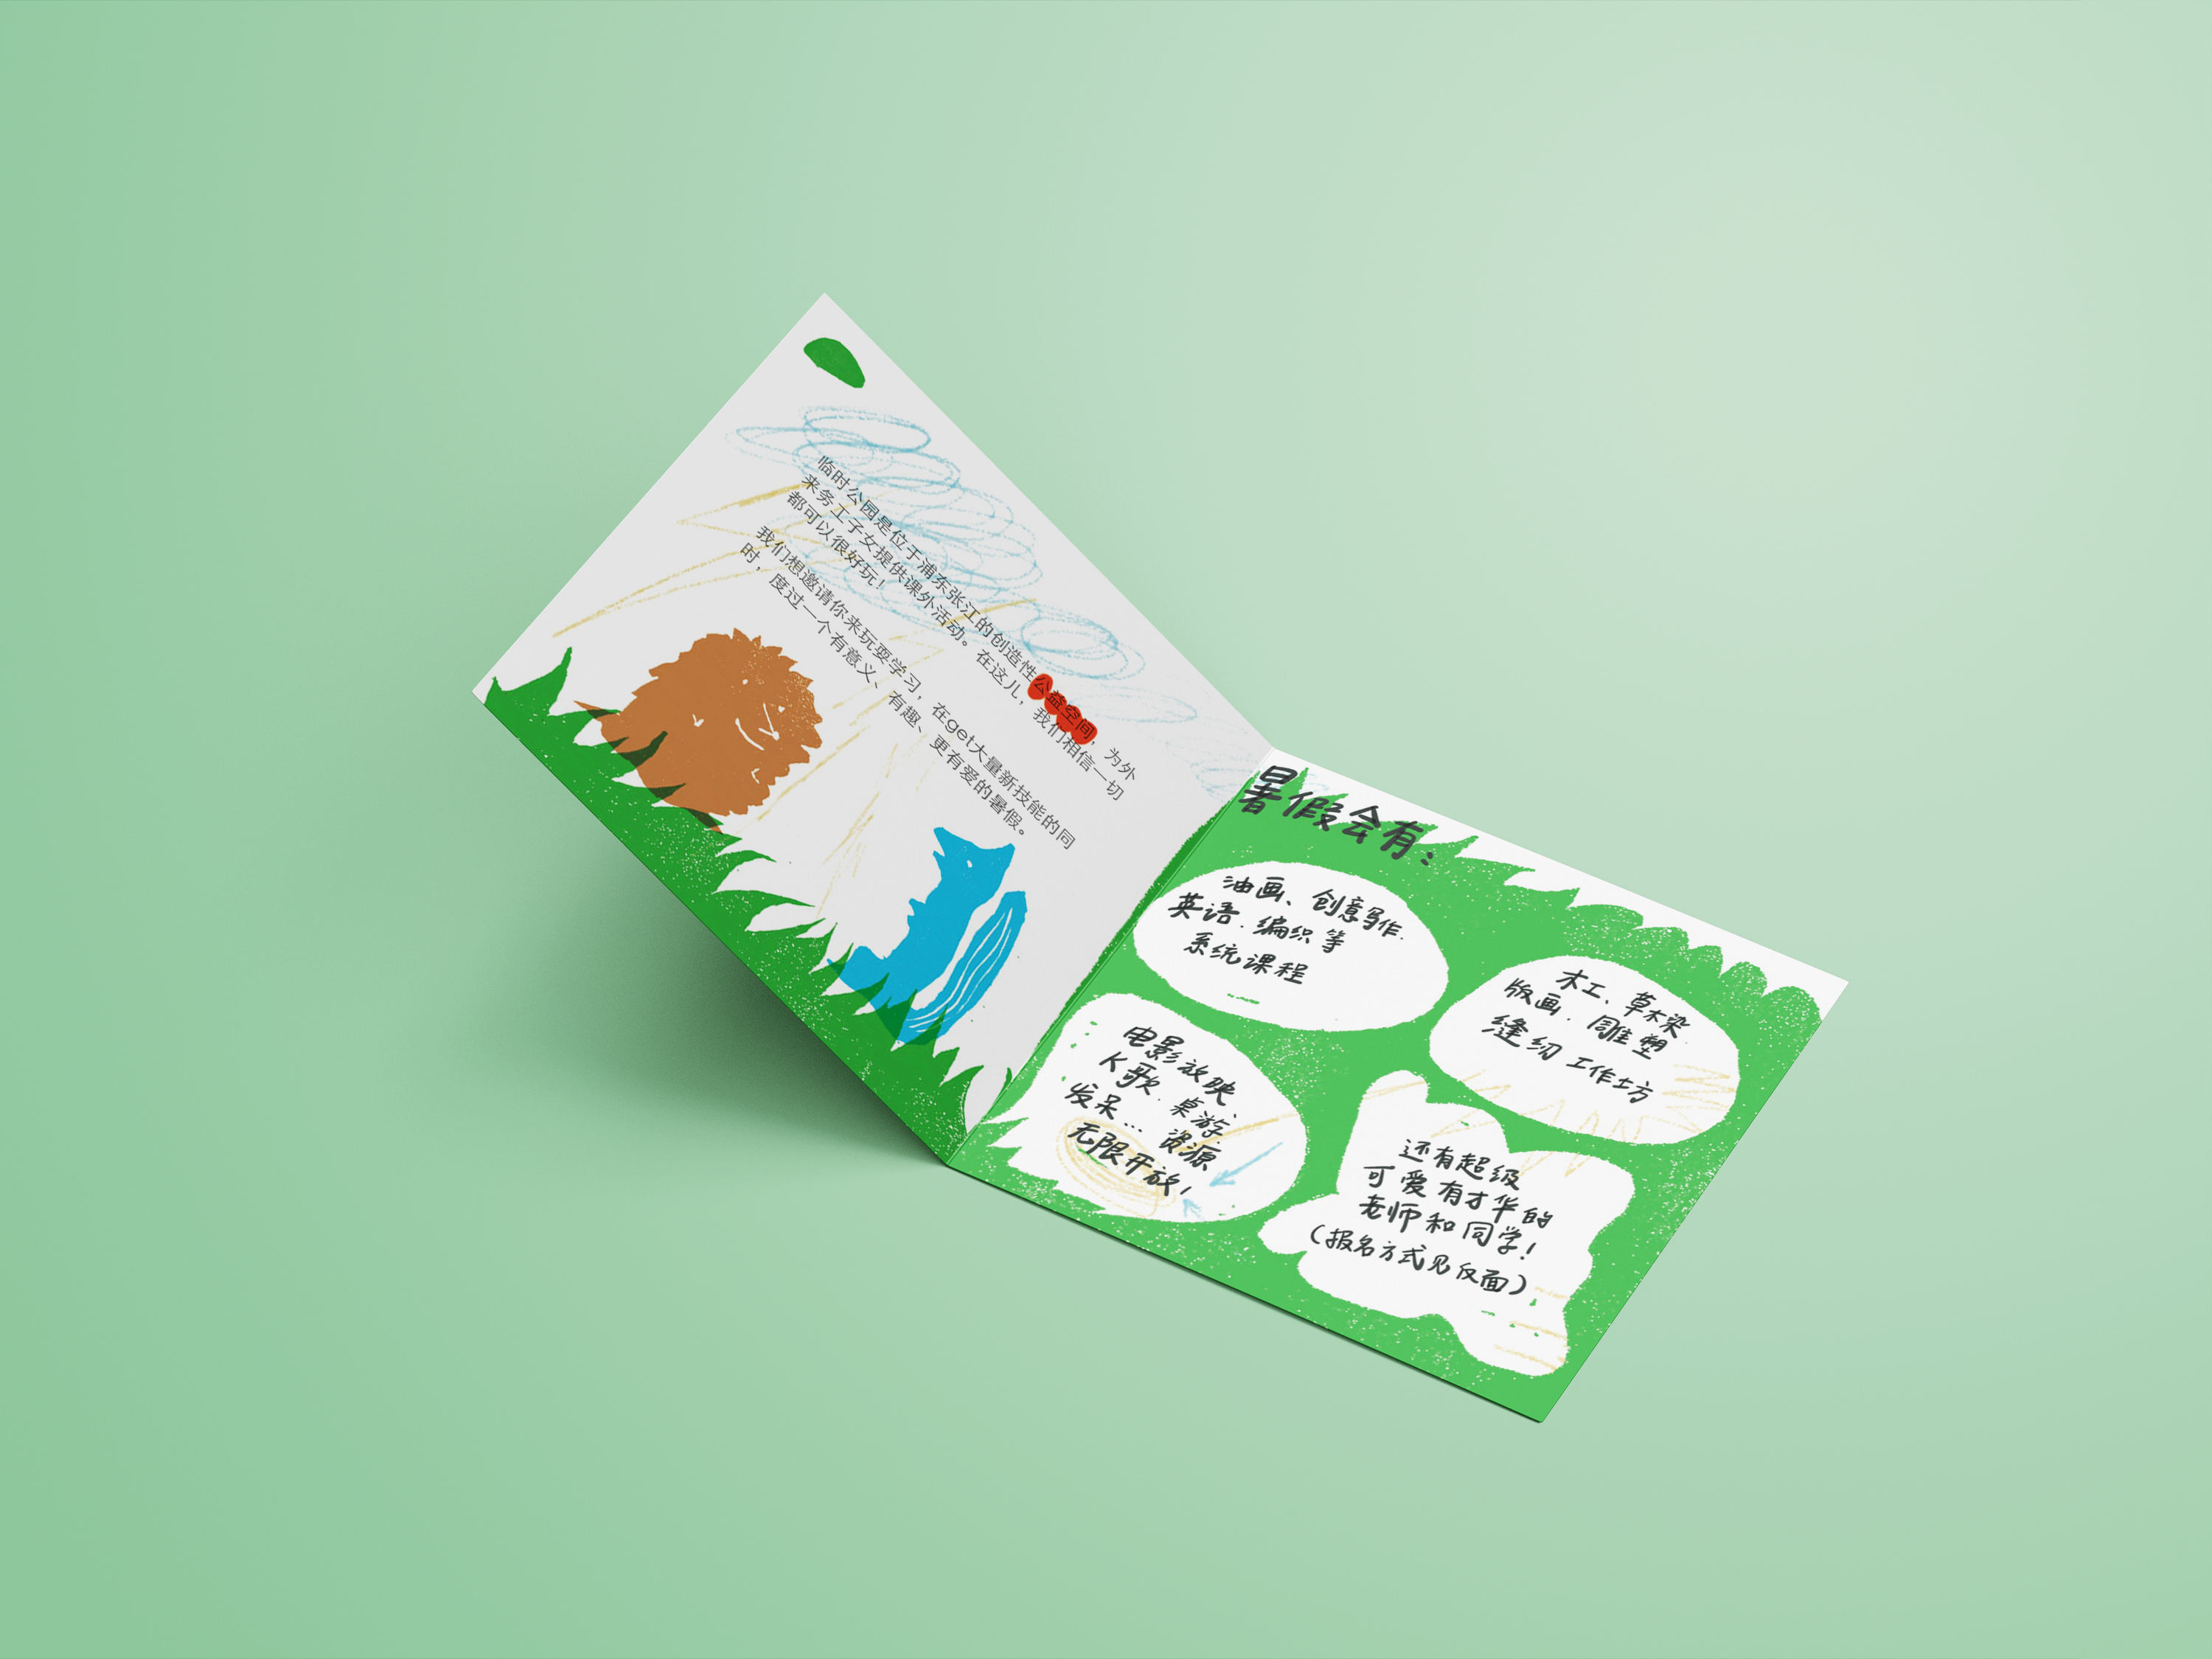 临时公园是位于浦东张江的创造性公益空间，为外
来务工子女提供课外活动。在这儿，我们相信一切
都可以很好玩！
我们想邀请你来玩耍学习，在get大量新技能的同
时，度过一个有意义、有趣、更有爱的暑假。
暑假会有：
油画、创意写作、
英语、编织等
系统课程
木工、草木染
版画、雕塑
缝纫 工作坊
电影放映、
K歌、桌游、
发呆... 资源
无限开放！
还有超级
可爱有才华的
老师和同学！
（报名方式见反面）